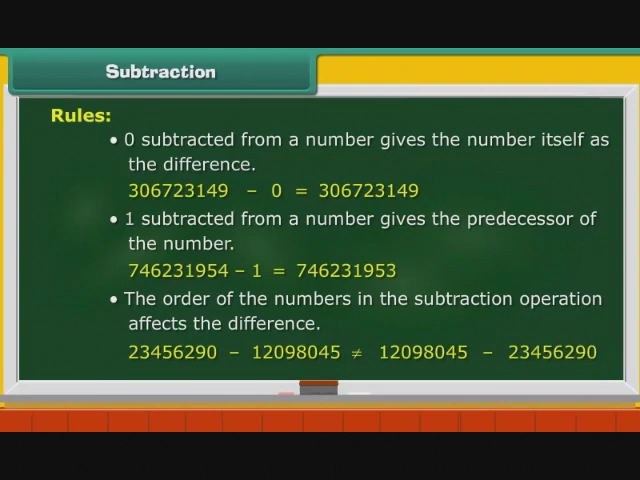 Subtraction
Rules:
• 0 subtracted from a number gives the number itself as
the difference.
306723149 – 0 = 306723149
• 1 subtracted from a number gives the predecessor of
the number.
746231954 – 1 = 746231953
• The order of the numbers in the subtraction operation
affects the difference.
23456290 – 12098045 ≠ 12098045 – 23456290